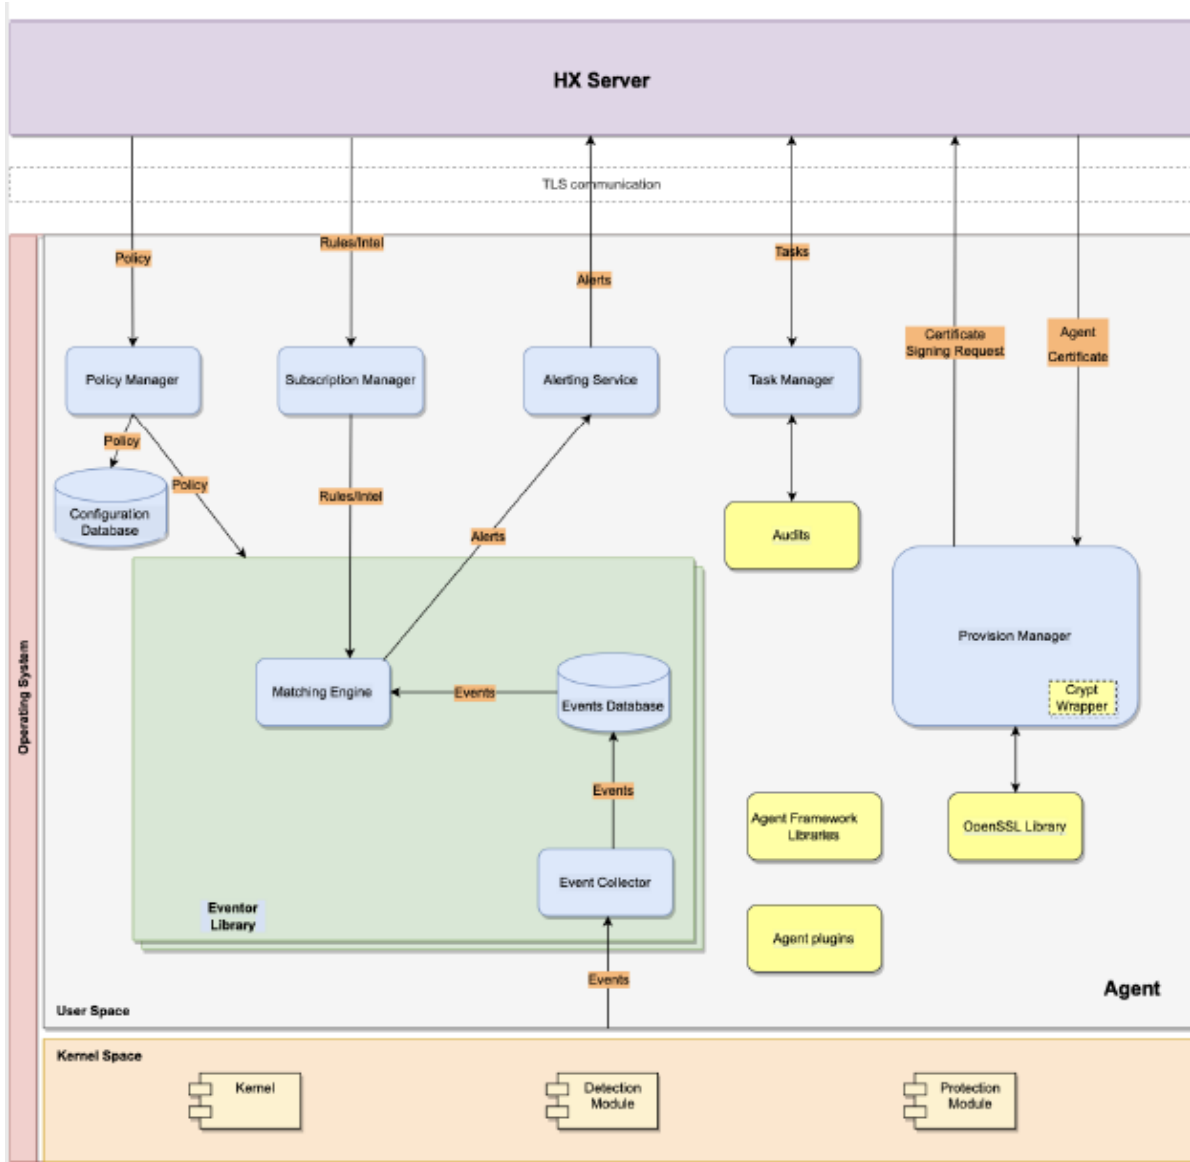 HX Server
TLS communication
Policy
Rules/Intel
Alerts
Tasks
Certificate
Signing Request
Agent
Certificate
Policy Manager
Subscription Manager
Alerting Service
Task Manager
Policy
Policy
Configuration
Database
Rules/Intel
Alerts
Audits
Operating System
Matching Engine
Events
Events Database
Provision Manager
Crypt
Wrapper
Events
Agent Framework
Libraries
OpenSSL Library
Event Collector
Eventor
Library
Agent plugins
Events
Agent
User Space
Kernel Space
Kernel
Detection
Module
Protection
Module